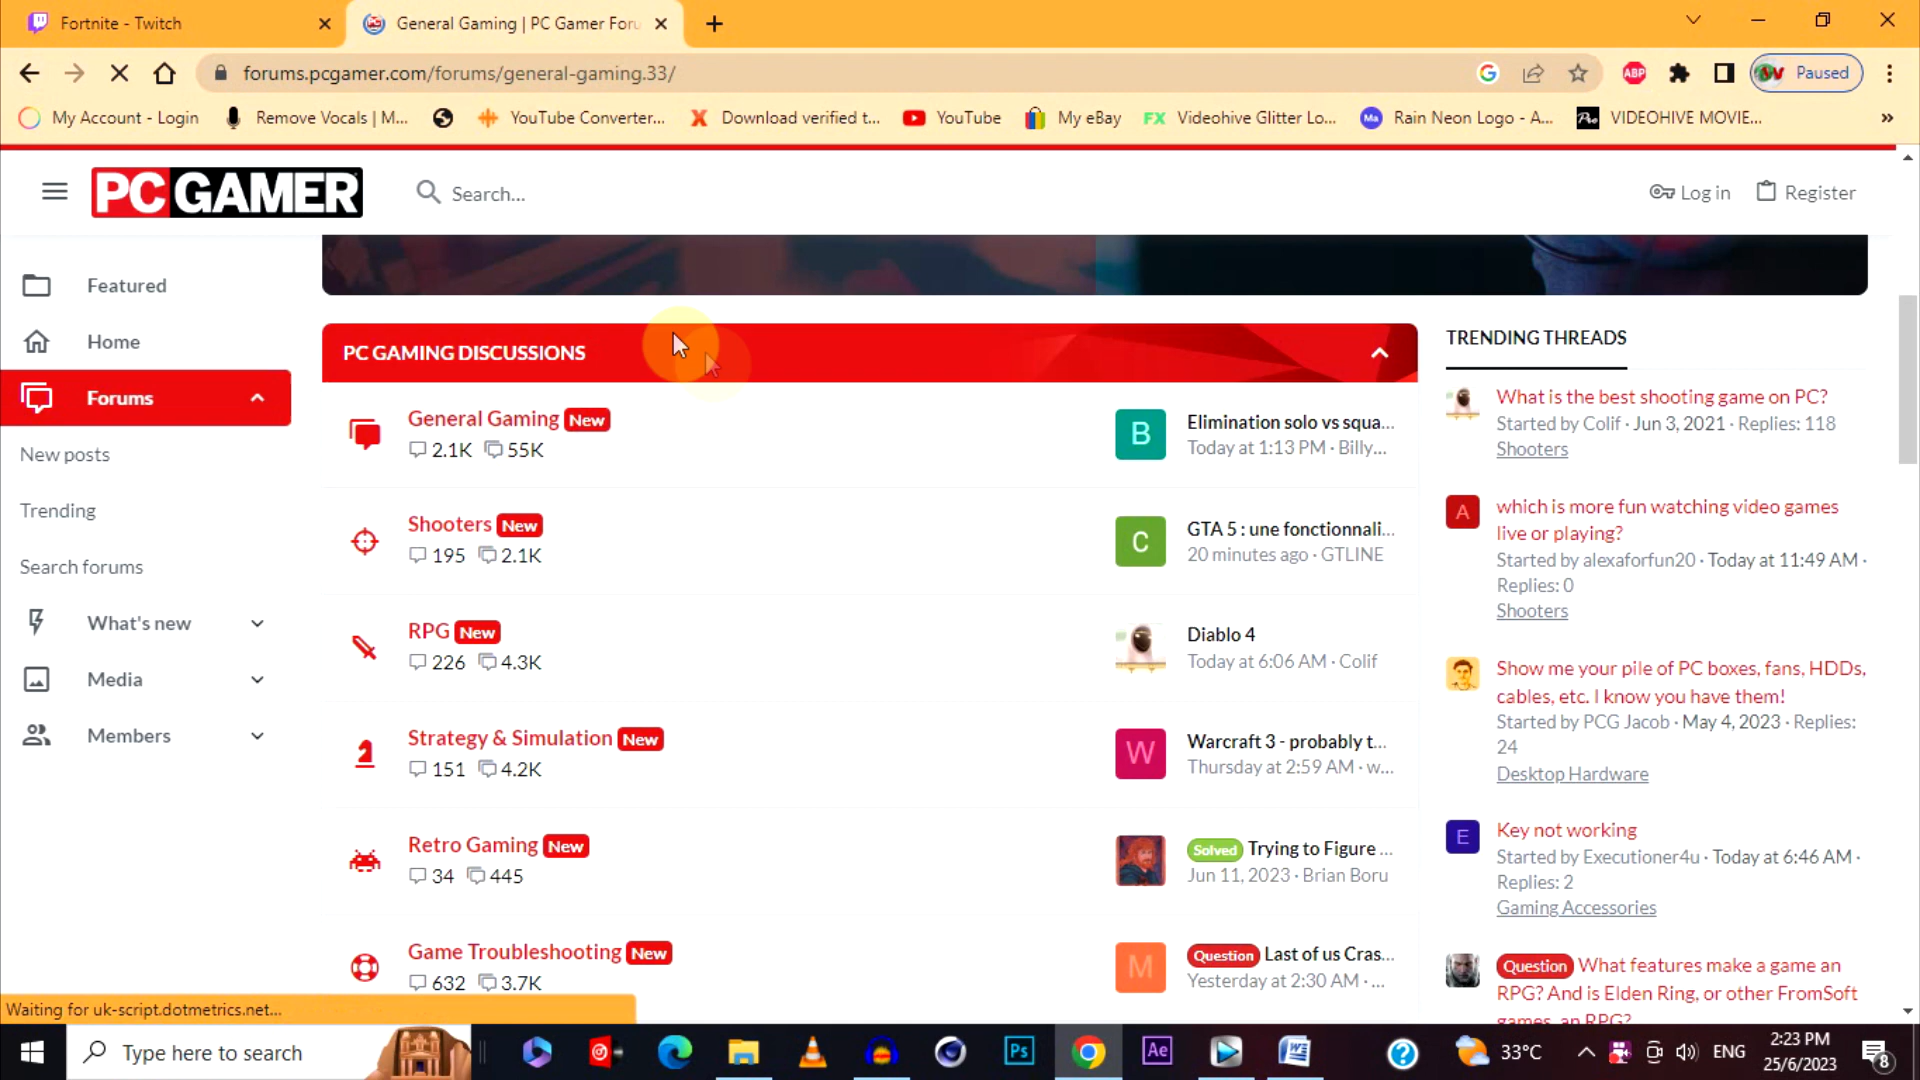 Fortnite - Twitch
General Gaming | PC Gamer Foru
forums.pcgamer.com/forums/general-gaming.33/
ABP
Paused
My Account - Login
Remove Vocals | M...
YouTube Converter...
Download verified t...
YouTube
My eBay
FX Videohive Glitter Lo...
Ma Rain Neon Logo - A...
VIDEOHIVE MOVIE...
»
PC GAMER
Search...
Log in
Register
Featured
Home
Forums
New posts
Trending
Search forums
What's new
Media
Members
PC GAMING DISCUSSIONS
General Gaming New
2.1K 55K
B
Elimination solo vs squa...
Today at 1:13 PM · Billy...
Shooters New
195 2.1K
C
GTA 5 : une fonctionnali...
20 minutes ago · GTLINE
RPG New
226 4.3K
Diablo 4
Today at 6:06 AM · Colif
Strategy & Simulation New
151 4.2K
W
Warcraft 3 - probably t...
Thursday at 2:59 AM · w...
Retro Gaming New
34 445
Solved Trying to Figure ...
Jun 11, 2023 · Brian Boru
Game Troubleshooting New
632 3.7K
M
Question Last of us Cras...
Yesterday at 2:30 AM · ...
TRENDING THREADS
What is the best shooting game on PC?
Started by Colif · Jun 3, 2021 · Replies: 118
Shooters
A
which is more fun watching video games
live or playing?
Started by alexaforfun20 · Today at 11:49 AM ·
Replies: 0
Shooters
Show me your pile of PC boxes, fans, HDDs,
cables, etc. I know you have them!
Started by PCG Jacob · May 4, 2023 · Replies:
24
Desktop Hardware
E
Key not working
Started by Executioner4u · Today at 6:46 AM ·
Replies: 2
Gaming Accessories
Question What features make a game an
RPG? And is Elden Ring, or other FromSoft
games, an RPG?
Waiting for uk-script.dotmetrics.net...
Type here to search
Ps
Ae
33°C
ENG
2:23 PM
25/6/2023
8